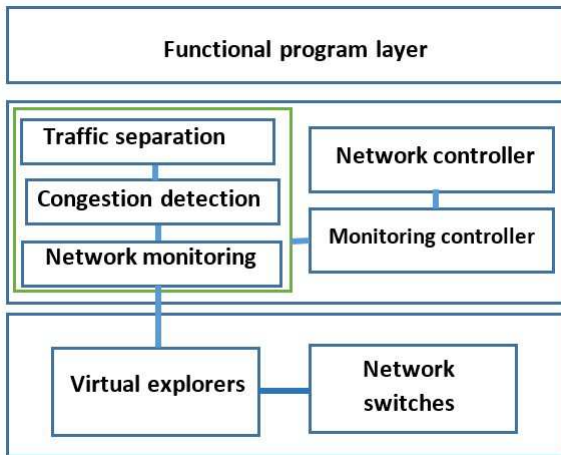 Functional program layer
Traffic separation
Congestion detection
Network monitoring
Network controller
Monitoring controller
Virtual explorers
Network
switches